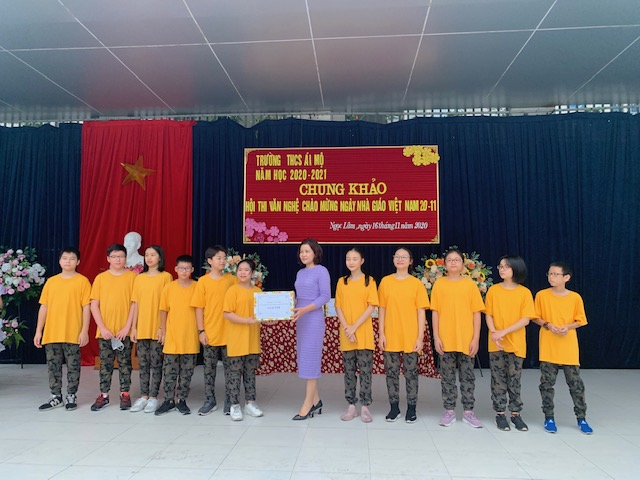 TRƯỜNG THCS ÁI MỘ
NĂM HỌC 2020-2021
CHUNG KHẢO
HỘI THI VĂN NGHỆ CHÀO MỪNG NGÀY NHÀ GIÁO VIỆT NAM 20-11
Ngọc Lâm, ngày 16 tháng 11 năm 2020